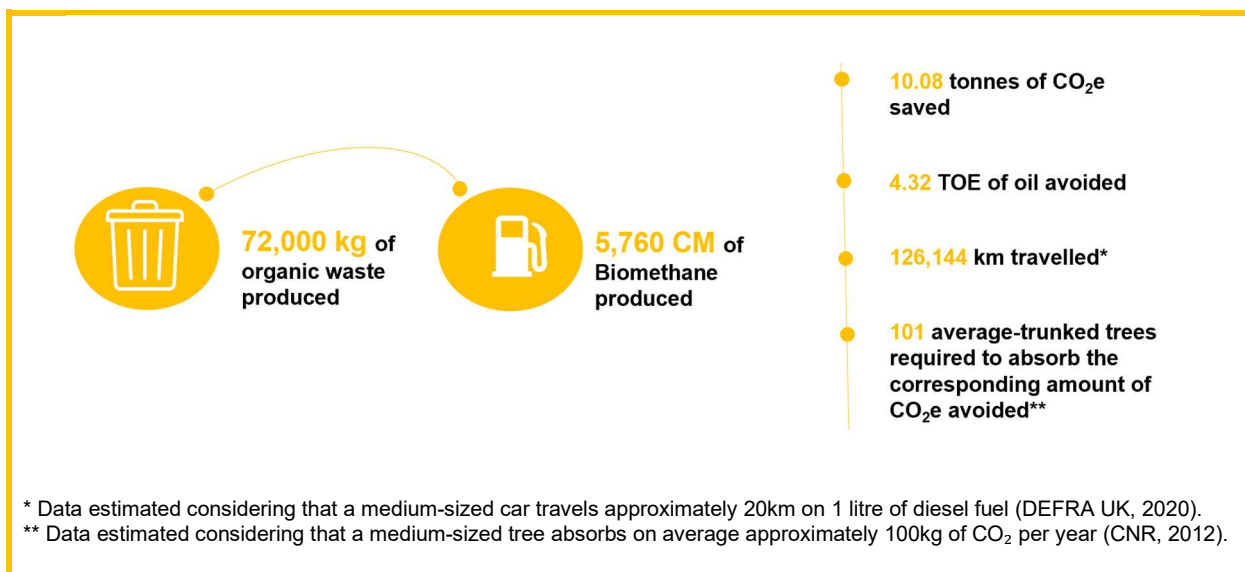 72,000 kg of
organic waste
produced
5,760 CM of
Biomethane
produced
10.08 tonnes of CO₂e
saved
4.32 TOE of oil avoided
126,144 km travelled*
101 average-trunked trees
required to absorb the
corresponding amount of
CO₂e avoided**
* Data estimated considering that a medium-sized car travels approximately 20km on 1 litre of diesel fuel (DEFRA UK, 2020).
** Data estimated considering that a medium-sized tree absorbs on average approximately 100kg of CO₂ per year (CNR, 2012).